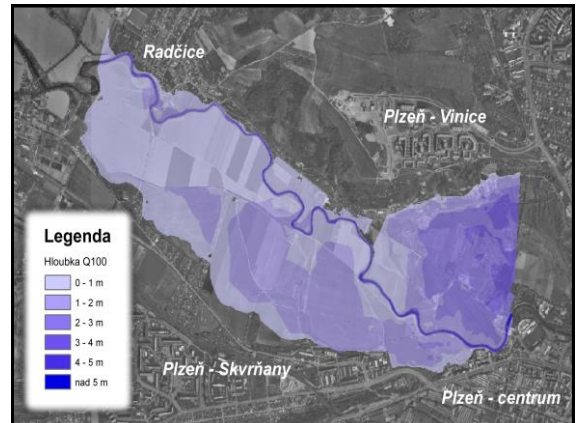 Radčice
Plzeň - Vinice
Legenda
Hloubka Q100
0 - 1 m
1 - 2 m
2 - 3 m
3 - 4 m
4 - 5 m
nad 5 m
Plzeň - Skvrňany
Plzeň - centrum